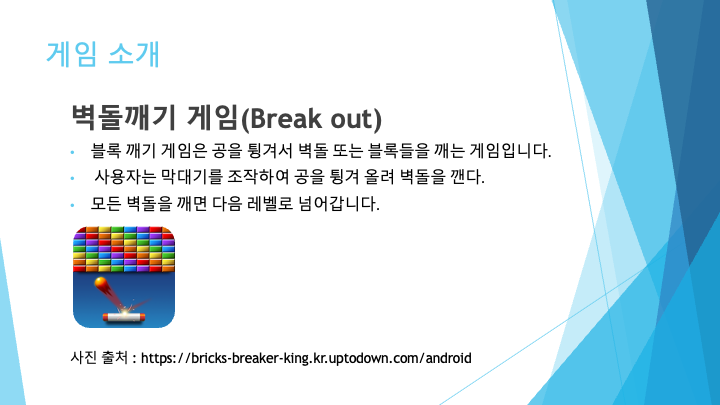 게임 소개
벽돌깨기 게임(Break out)
• 블록 깨기 게임은 공을 튕겨서 벽돌 또는 블록들을 깨는 게임입니다.
• 사용자는 막대기를 조작하여 공을 튕겨 올려 벽돌을 깬다.
• 모든 벽돌을 깨면 다음 레벨로 넘어갑니다.
사진 출처 : https://bricks-breaker-king.kr.uptodown.com/android